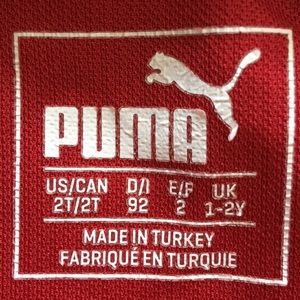 PUMA
US/CAN D/I E/F UK
2T/2T 92 2 1-2Y
MADE IN TURKEY
FABRIQUÉ EN TURQUIE